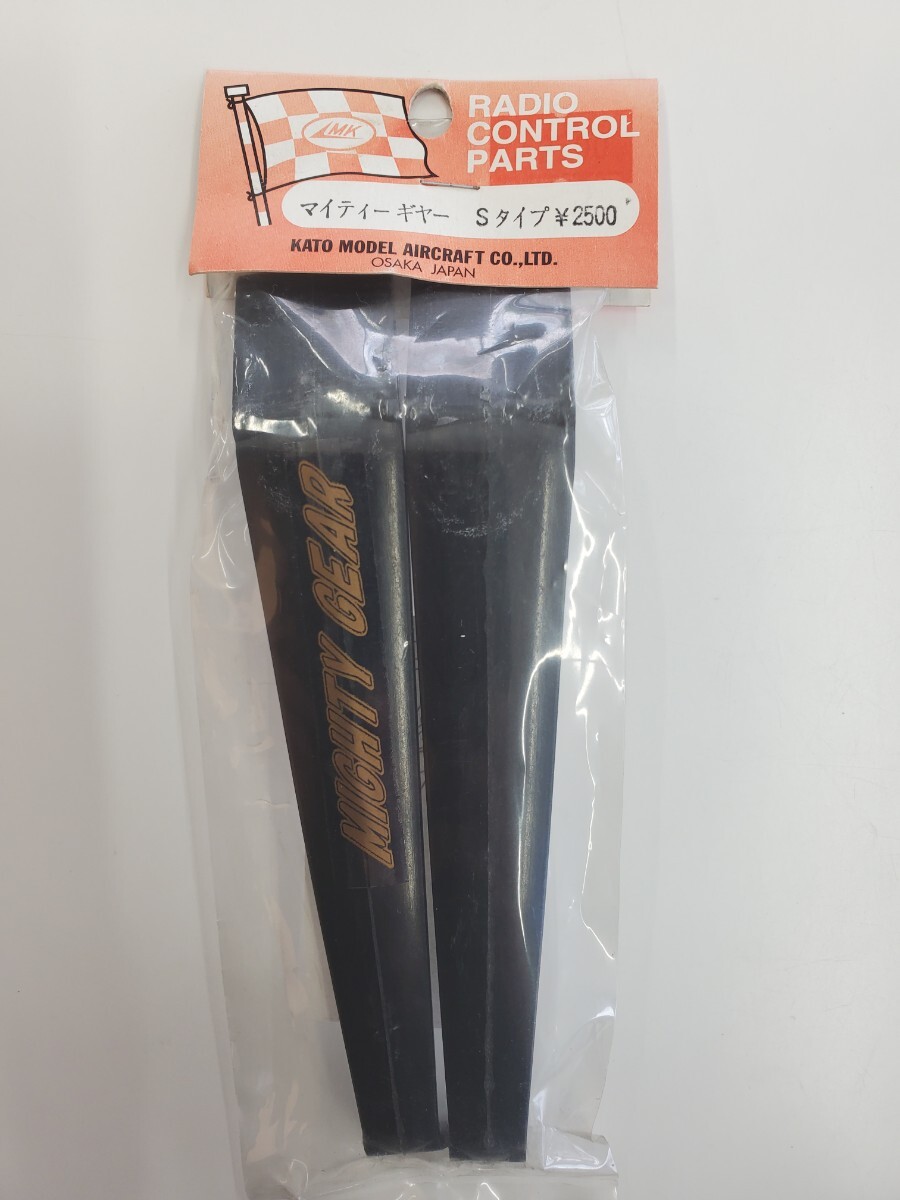 MK
RADIO
CONTROL
PARTS
マイティー ギヤー Sタイプ ¥2500
KATO MODEL AIRCRAFT CO.,LTD.
OSAKA JAPAN
MIGHTY GEAR